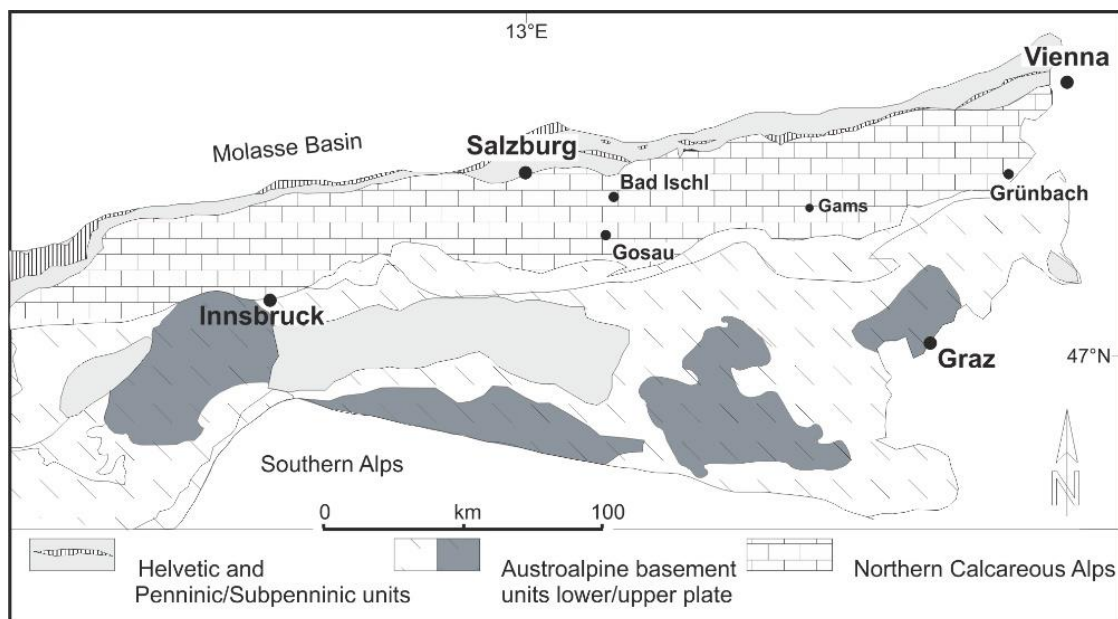 13°E
Vienna
Molasse Basin
Salzburg
Bad Ischl
Grünbach
Gams
Gosau
Innsbruck
Graz
47°N
Southern Alps
0 km 100
N
Helvetic and
Penninic/Subpenninic units
Austroalpine basement
units lower/upper plate
Northern Calcareous Alps